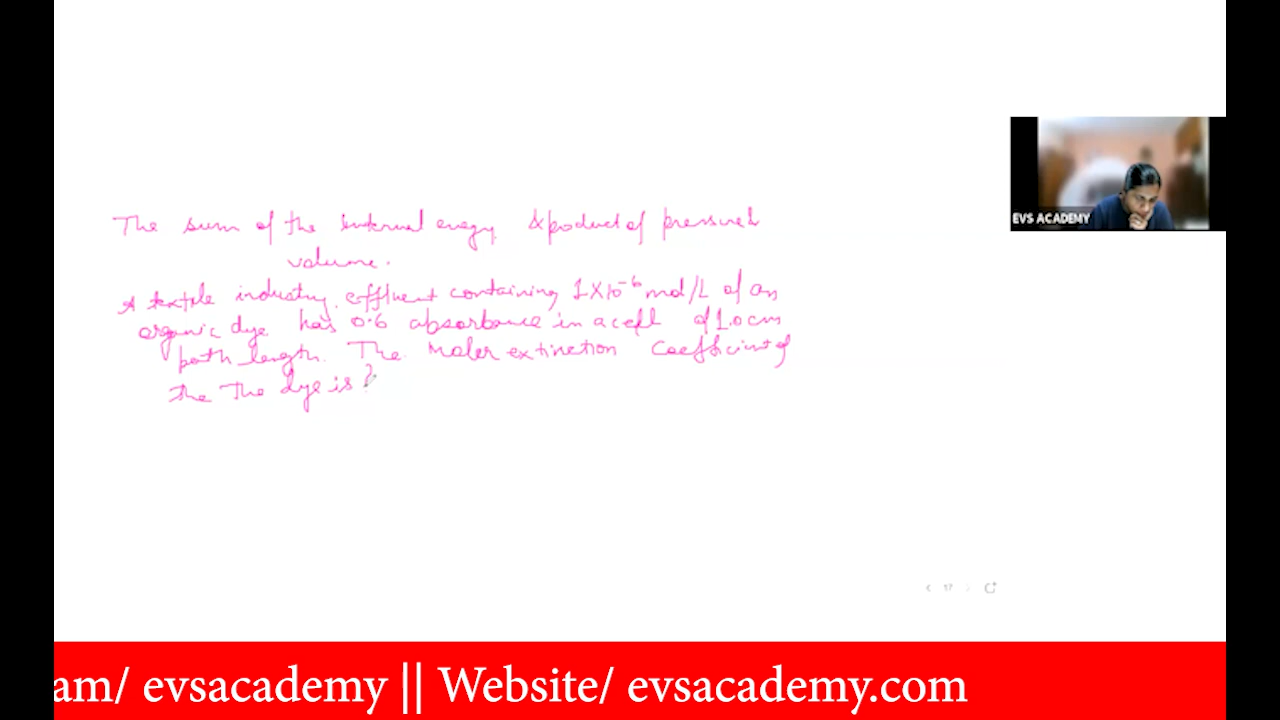 The sum of the internal energy & product of pressure &
volume.
A textile industry effluent containing 1 X 10⁻⁶ mol/L of an
organic dye has 0.6 absorbance in a cell of 1.0 cm
path length. The Molar extinction coefficient of
the The dye is ?
EVS ACADEMY
< 17 >
am/ evsacademy || Website/ evsacademy.com